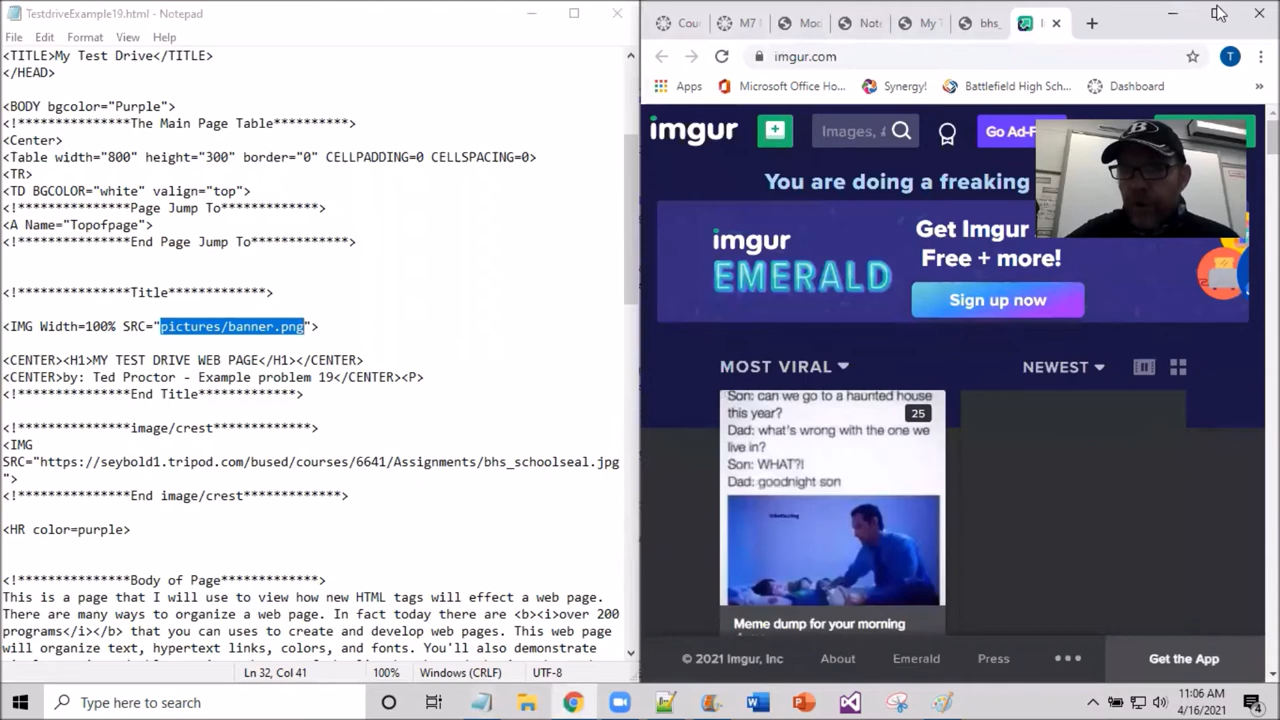 TestdriveExample19.html - Notepad
File Edit Format View Help
<TITLE>My Test Drive</TITLE>
</HEAD>
<BODY bgcolor="Purple">
<!***************The Main Page Table**********>
<Center>
<Table width="800" height="300" border="0" CELLPADDING=0 CELLSPACING=0>
<TR>
<TD BGCOLOR="white" valign="top">
<!***************Page Jump To*************>
<A Name="Topofpage">
<!***************End Page Jump To************>
<!***************Title*************>
<IMG Width=100% SRC="pictures/banner.png">
<CENTER><H1>MY TEST DRIVE WEB PAGE</H1></CENTER>
<CENTER>by: Ted Proctor - Example problem 19</CENTER><P>
<!***************End Title*************>
<!***************image/crest*************>
<IMG
SRC="https://seybold1.tripod.com/bused/courses/6641/Assignments/bhs_schoolseal.jpg
">
<!***************End image/crest************>
<HR color=purple>
<!***************Body of Page************>
This is a page that I will use to view how new HTML tags will effect a web page.
There are many ways to organize a web page. In fact today there are <b><i>over 200
programs</i></b> that you can uses to create and develop web pages. This web page
will organize text, hypertext links, colors, and fonts. You'll also demonstrate
Ln 32, Col 41 100% Windows (CRLF) UTF-8
Cou M7 Mod Not My T bhs_
imgur.com T
Apps Microsoft Office Ho... Synergy! Battlefield High Sch... Dashboard »
imgur Images, Go Ad-F
You are doing a freaking
imgur
EMERALD
Get Imgur
Free + more!
Sign up now
MOST VIRAL NEWEST
Son: can we go to a haunted house
this year?
25
Dad: what's wrong with the one we
live in?
Son: WHAT?!
Dad: goodnight son
Meme dump for your morning
© 2021 Imgur, Inc About Emerald Press Get the App
Type here to search
11:06 AM
4/16/2021
4